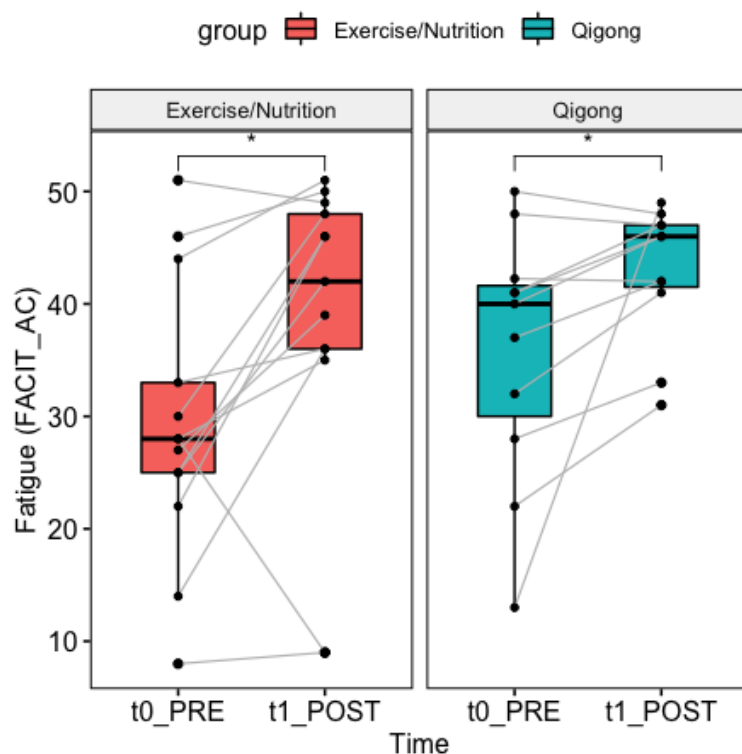 group Exercise/Nutrition Qigong
Exercise/Nutrition Qigong
* *
50
40
30
20
10
Fatigue (FACIT_AC)
t0_PRE t1_POST t0_PRE t1_POST
Time